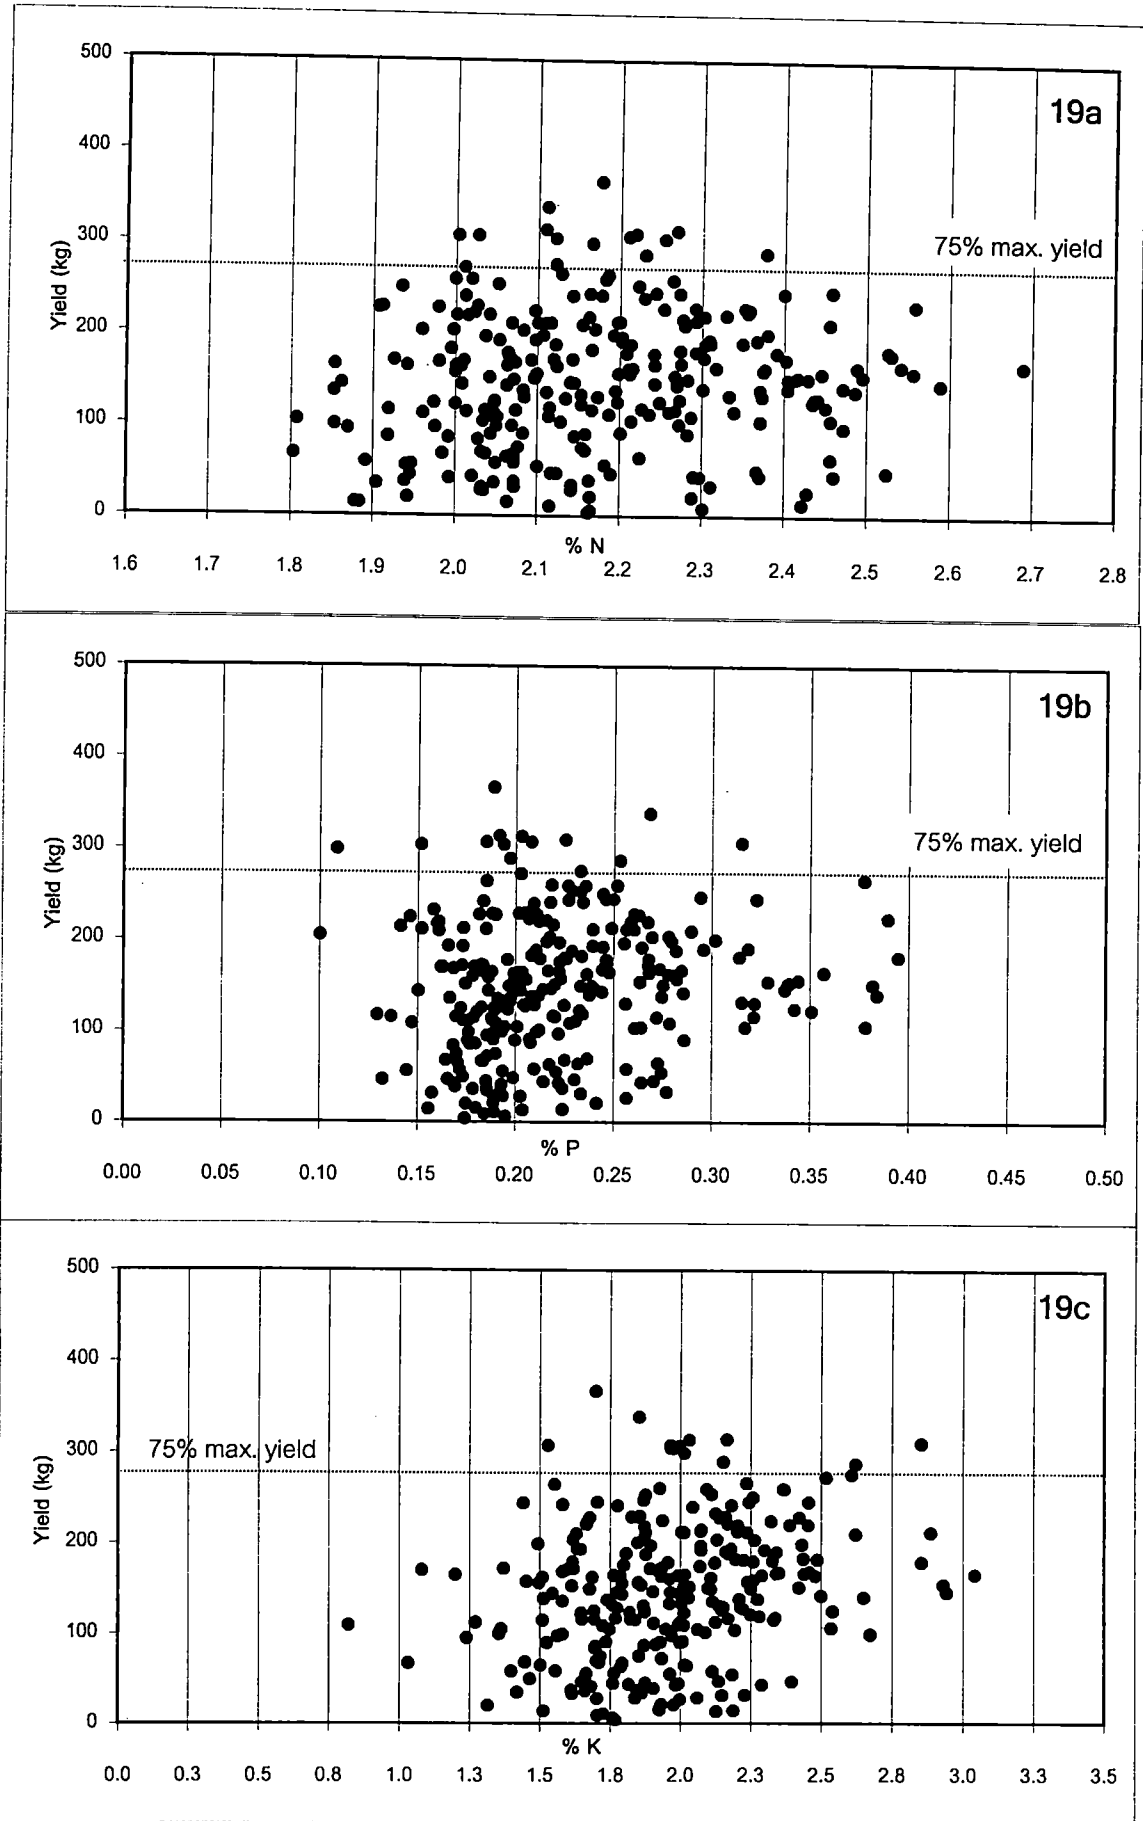 500
19a
400
300
75% max. yield
Yield (kg)
200
100
0
% N
1.6 1.7 1.8 1.9 2.0 2.1 2.2 2.3 2.4 2.5 2.6 2.7 2.8
500
19b
400
300
75% max. yield
Yield (kg)
200
100
0
% P
0.00 0.05 0.10 0.15 0.20 0.25 0.30 0.35 0.40 0.45 0.50
500
19c
400
300
75% max. yield
Yield (kg)
200
100
0
% K
0.0 0.3 0.5 0.8 1.0 1.3 1.5 1.8 2.0 2.3 2.5 2.8 3.0 3.3 3.5